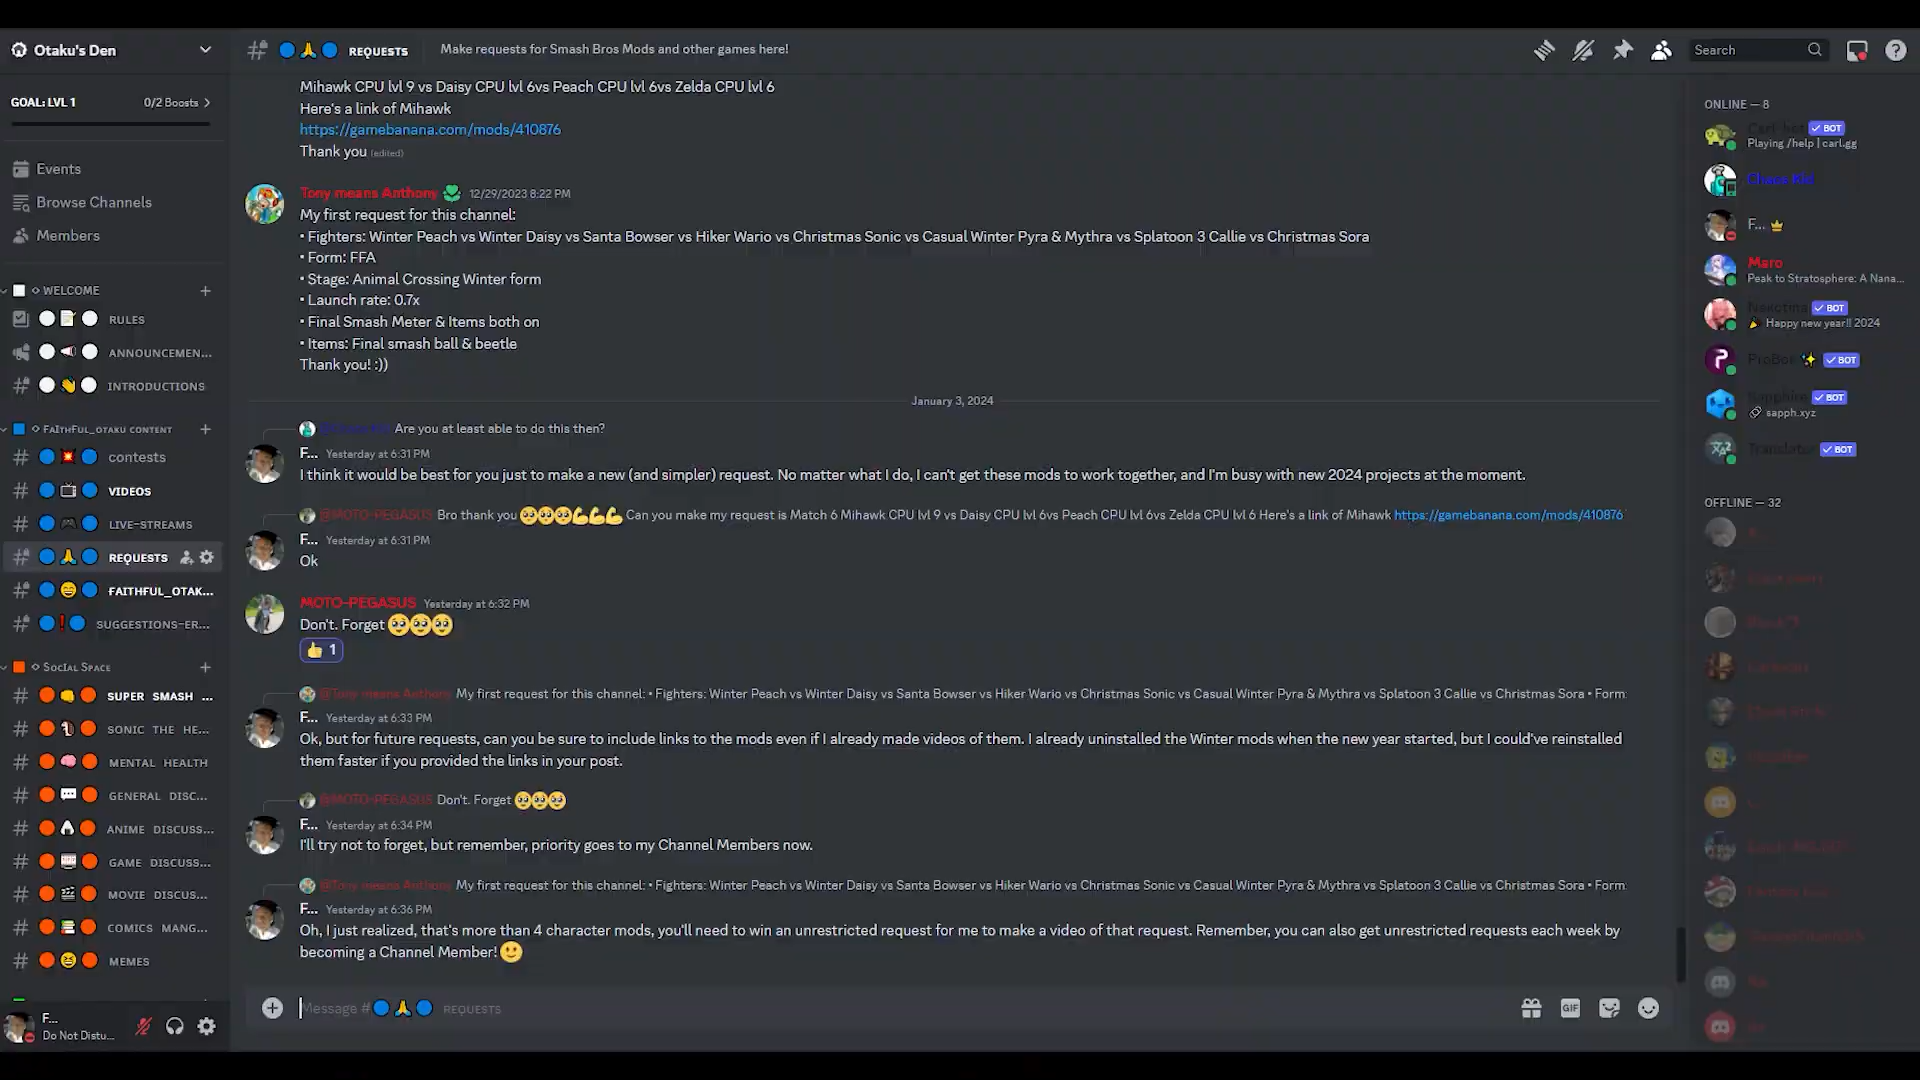 Otaku's Den
REQUESTS
Make requests for Smash Bros Mods and other games here!
Search
GOAL: LVL 1
0/2 Boosts
Events
Browse Channels
Members
WELCOME
RULES
ANNOUNCEMEN...
INTRODUCTIONS
FAITHFUL_OTAKU CONTENT
contests
VIDEOS
LIVE-STREAMS
REQUESTS
FAITHFUL_OTAK...
SUGGESTIONS-ER...
SOCIAL SPACE
SUPER SMASH ...
SONIC THE HE...
MENTAL HEALTH
GENERAL DISC...
ANIME DISCUSS...
GAME DISCUSS...
MOVIE DISCUS...
COMICS MANG...
MEMES
F...
Do Not Distu...
Mihawk CPU lvl 9 vs Daisy CPU lvl 6vs Peach CPU lvl 6vs Zelda CPU lvl 6
Here's a link of Mihawk
https://gamebanana.com/mods/410876
Thank you (edited)
Tony means Anthony 12/29/2023 8:22 PM
My first request for this channel:
• Fighters: Winter Peach vs Winter Daisy vs Santa Bowser vs Hiker Wario vs Christmas Sonic vs Casual Winter Pyra & Mythra vs Splatoon 3 Callie vs Christmas Sora
• Form: FFA
• Stage: Animal Crossing Winter form
• Launch rate: 0.7x
• Final Smash Meter & Items both on
• Items: Final smash ball & beetle
Thank you! :))
January 3, 2024
Are you at least able to do this then?
F... Yesterday at 6:31 PM
I think it would be best for you just to make a new (and simpler) request. No matter what I do, I can't get these mods to work together, and I'm busy with new 2024 projects at the moment.
@MOTO-PEGASUS Bro thank you 🥹🥹🥹💪💪💪 Can you make my request is Match 6 Mihawk CPU lvl 9 vs Daisy CPU lvl 6vs Peach CPU lvl 6vs Zelda CPU lvl 6 Here's a link of Mihawk https://gamebanana.com/mods/410876
F... Yesterday at 6:31 PM
Ok
MOTO-PEGASUS Yesterday at 6:32 PM
Don't. Forget 🥹🥹🥹
👍 1
@Tony means Anthony My first request for this channel: • Fighters: Winter Peach vs Winter Daisy vs Santa Bowser vs Hiker Wario vs Christmas Sonic vs Casual Winter Pyra & Mythra vs Splatoon 3 Callie vs Christmas Sora • Form:
F... Yesterday at 6:33 PM
Ok, but for future requests, can you be sure to include links to the mods even if I already made videos of them. I already uninstalled the Winter mods when the new year started, but I could've reinstalled
them faster if you provided the links in your post.
@MOTO-PEGASUS Don't. Forget 🥹🥹🥹
F... Yesterday at 6:34 PM
I'll try not to forget, but remember, priority goes to my Channel Members now.
@Tony means Anthony My first request for this channel: • Fighters: Winter Peach vs Winter Daisy vs Santa Bowser vs Hiker Wario vs Christmas Sonic vs Casual Winter Pyra & Mythra vs Splatoon 3 Callie vs Christmas Sora • Form
F... Yesterday at 6:36 PM
Oh, I just realized, that's more than 4 character mods, you'll need to win an unrestricted request for me to make a video of that request. Remember, you can also get unrestricted requests each week by
becoming a Channel Member! 🙂
Message # REQUESTS
GIF
ONLINE — 8
Carl-bot BOT
Playing /help | carl.gg
F...
Maro
Peak to Stratosphere: A Nana...
BOT
Happy new year!! 2024
ProBot ✨ BOT
Sapphire BOT
sapph.xyz
Translator BOT
OFFLINE — 32